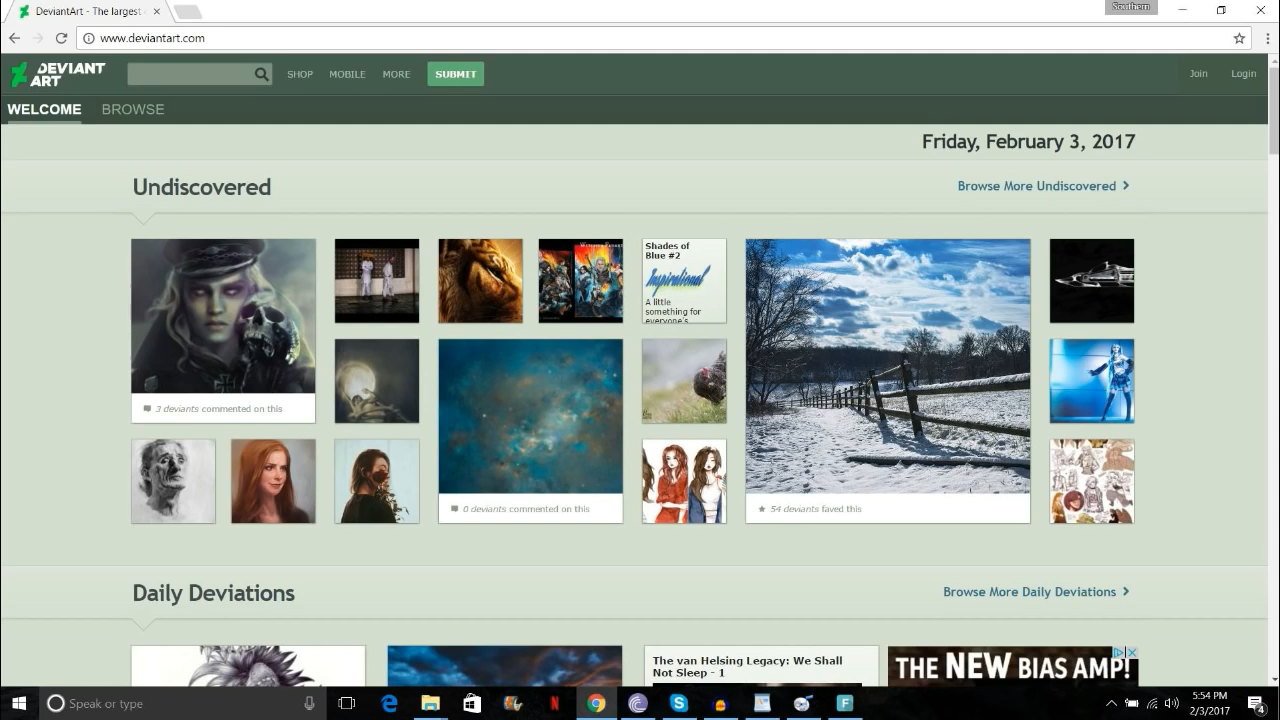 DeviantArt - The largest
Southern
www.deviantart.com
DEVIANT
ART
SHOP
MOBILE
MORE
SUBMIT
Join
Login
WELCOME
BROWSE
Friday, February 3, 2017
Undiscovered
Browse More Undiscovered
Shades of
Blue #2
Inspirational
A little
something for
everyone's
3 deviants commented on this
0 deviants commented on this
54 deviants faved this
Daily Deviations
Browse More Daily Deviations
The van Helsing Legacy: We Shall
Not Sleep - 1
THE NEW BIAS AMP!
Speak or type
5:54 PM
2/3/2017
4